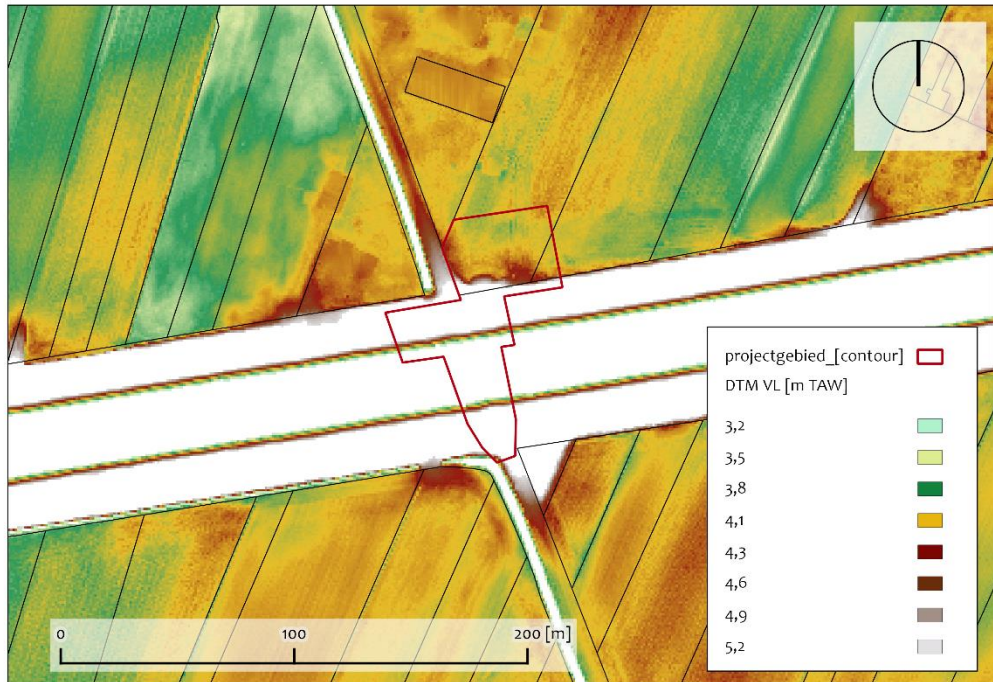 projectgebied_[contour]
DTM VL [m TAW]
3,2
3,5
3,8
4,1
4,3
4,6
4,9
5,2
0 100 200 [m]